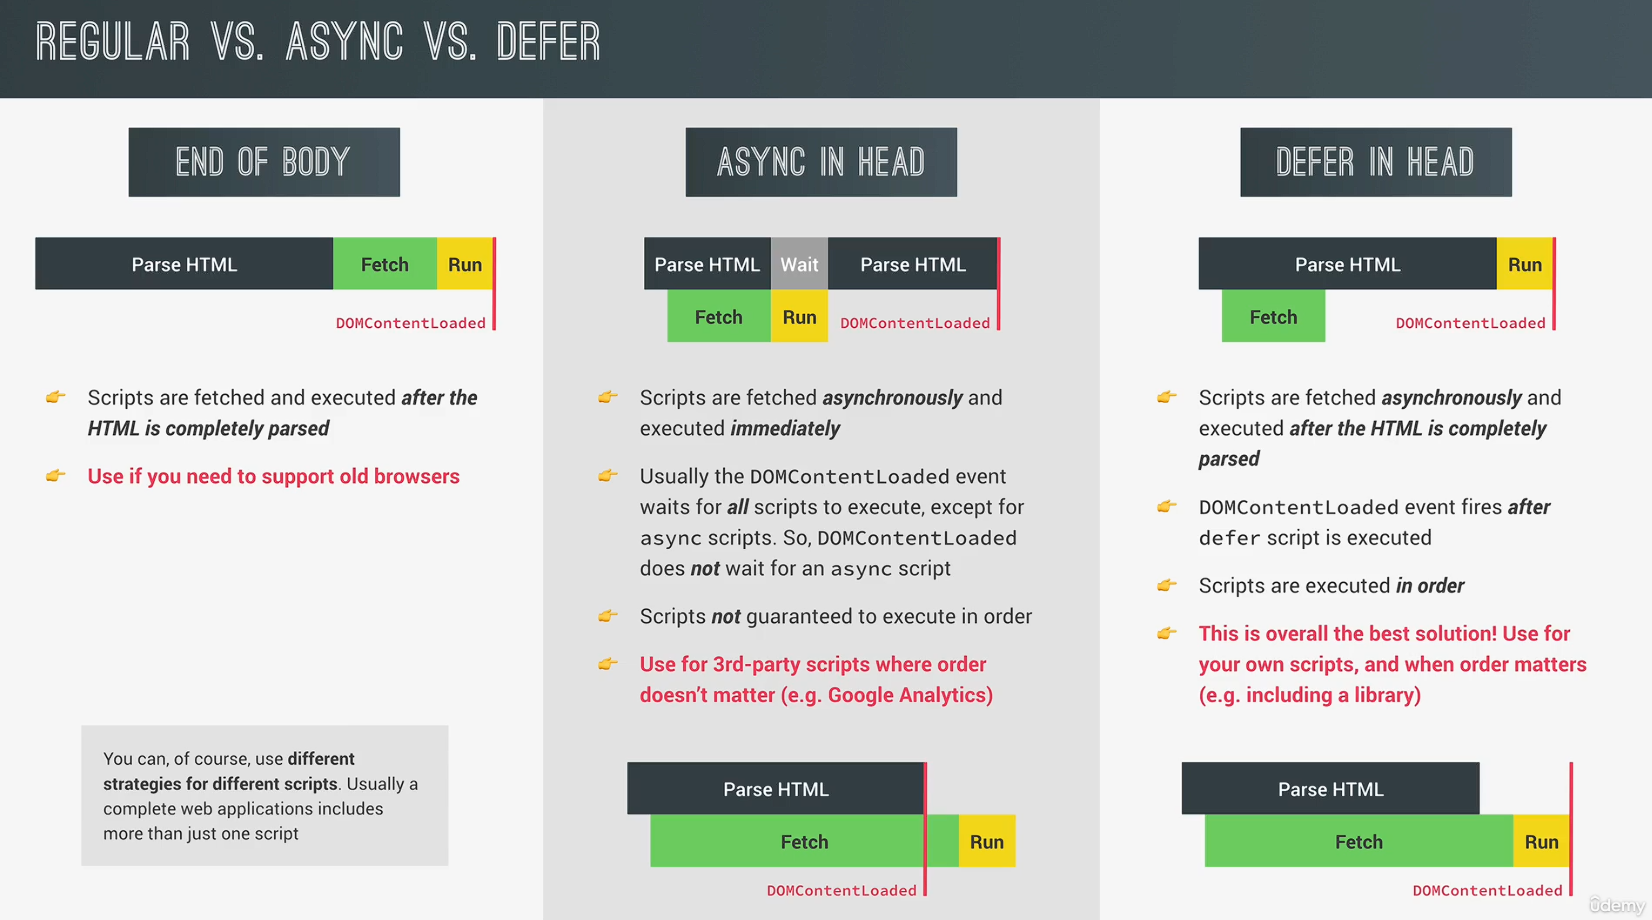 REGULAR VS. ASYNC VS. DEFER
END OF BODY
Parse HTML
Fetch
Run
DOMContentLoaded
Scripts are fetched and executed after the
HTML is completely parsed
Use if you need to support old browsers
You can, of course, use different
strategies for different scripts. Usually a
complete web applications includes
more than just one script
ASYNC IN HEAD
Parse HTML
Wait
Parse HTML
Fetch
Run
DOMContentLoaded
Scripts are fetched asynchronously and
executed immediately
Usually the DOMContentLoaded event
waits for all scripts to execute, except for
async scripts. So, DOMContentLoaded
does not wait for an async script
Scripts not guaranteed to execute in order
Use for 3rd-party scripts where order
doesn't matter (e.g. Google Analytics)
Parse HTML
Fetch
Run
DOMContentLoaded
DEFER IN HEAD
Parse HTML
Run
Fetch
DOMContentLoaded
Scripts are fetched asynchronously and
executed after the HTML is completely
parsed
DOMContentLoaded event fires after
defer script is executed
Scripts are executed in order
This is overall the best solution! Use for
your own scripts, and when order matters
(e.g. including a library)
Parse HTML
Fetch
Run
DOMContentLoaded
ûdemy